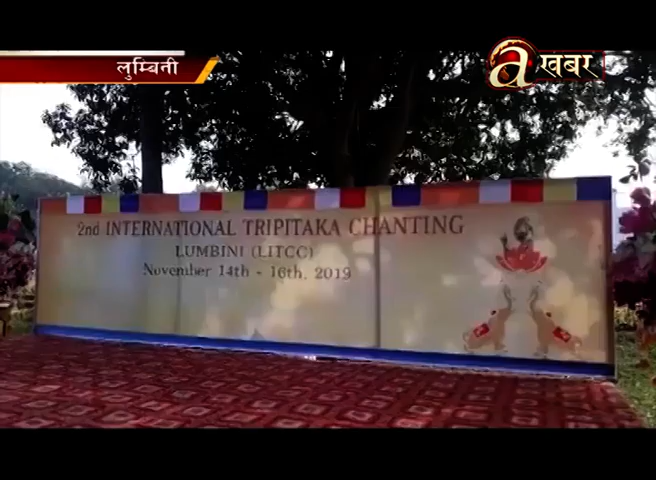 लुम्बिनी
a खबर
2nd INTERNATIONAL TRIPITAKA CHANTING
LUMBINI (LITCC)
November 14th - 16th. 2019